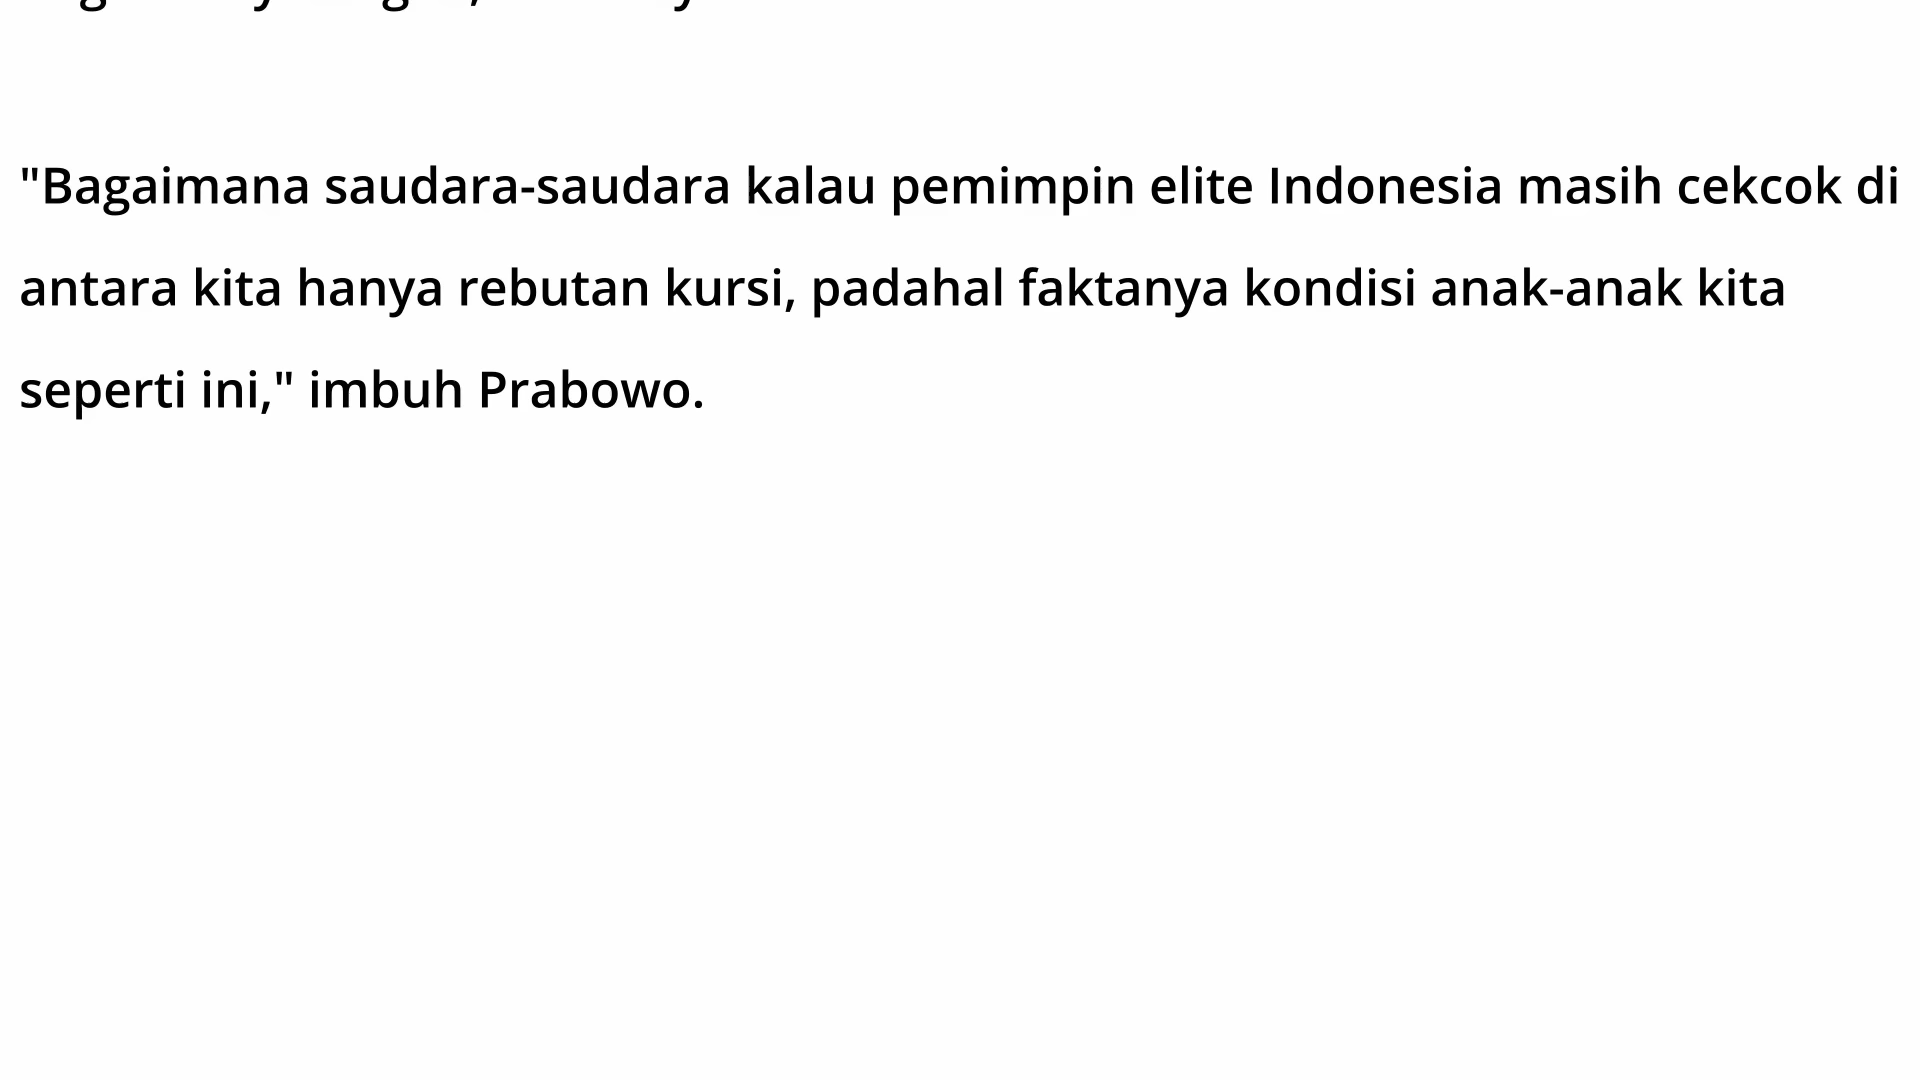 "Bagaimana saudara-saudara kalau pemimpin elite Indonesia masih cekcok di
antara kita hanya rebutan kursi, padahal faktanya kondisi anak-anak kita
seperti ini," imbuh Prabowo.